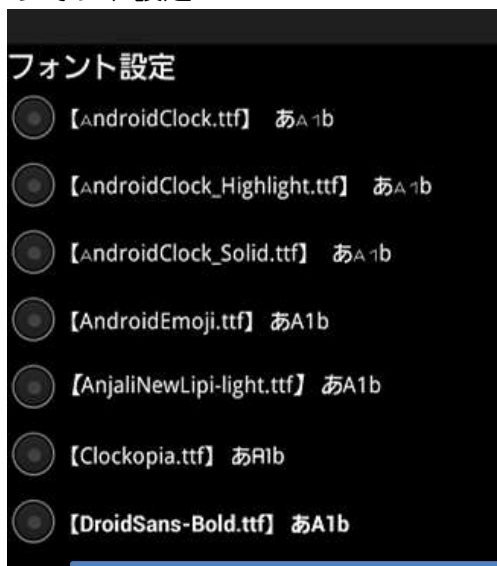 フォント設定
【AndroidClock.ttf】 あA1b
【AndroidClock_Highlight.ttf】 あA1b
【AndroidClock_Solid.ttf】 あA1b
【AndroidEmoji.ttf】 あA1b
【AnjaliNewLipi-light.ttf】 あA1b
【Clockopia.ttf】 あA1b
【DroidSans-Bold.ttf】 あA1b